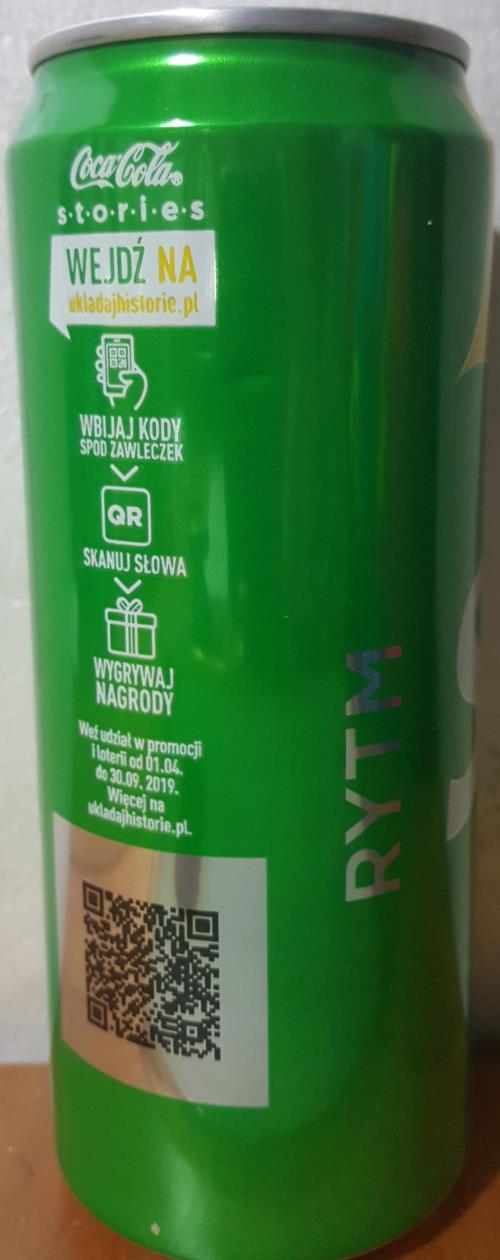 Coca-Cola®
s·t·o·r·i·e·s
WEJDŹ NA
ukladajhistorie.pl
WBIJAJ KODY
SPOD ZAWLECZEK
QR
SKANUJ SŁOWA
WYGRYWAJ
NAGRODY
Weź udział w promocji
i loterii od 01.04.
do 30.09. 2019.
Więcej na
ukladajhistorie.pl.
RYTM